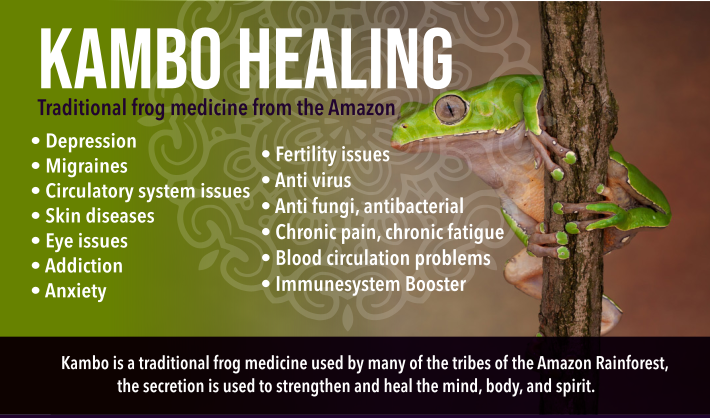 KAMBO HEALING
Traditional frog medicine from the Amazon
• Depression
• Migraines
• Circulatory system issues
• Skin diseases
• Eye issues
• Addiction
• Anxiety
• Fertility issues
• Anti virus
• Anti fungi, antibacterial
• Chronic pain, chronic fatigue
• Blood circulation problems
• Immunesystem Booster
Kambo is a traditional frog medicine used by many of the tribes of the Amazon Rainforest,
the secretion is used to strengthen and heal the mind, body, and spirit.